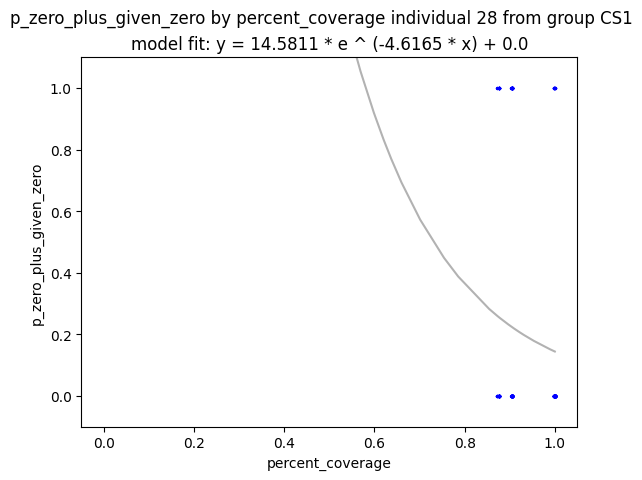 p_zero_plus_given_zero by percent_coverage individual 28 from group CS1
model fit: y = 14.5811 * e ^ (-4.6165 * x) + 0.0
1.0
0.8
0.6
0.4
0.2
0.0
p_zero_plus_given_zero
0.0 0.2 0.4 0.6 0.8 1.0
percent_coverage